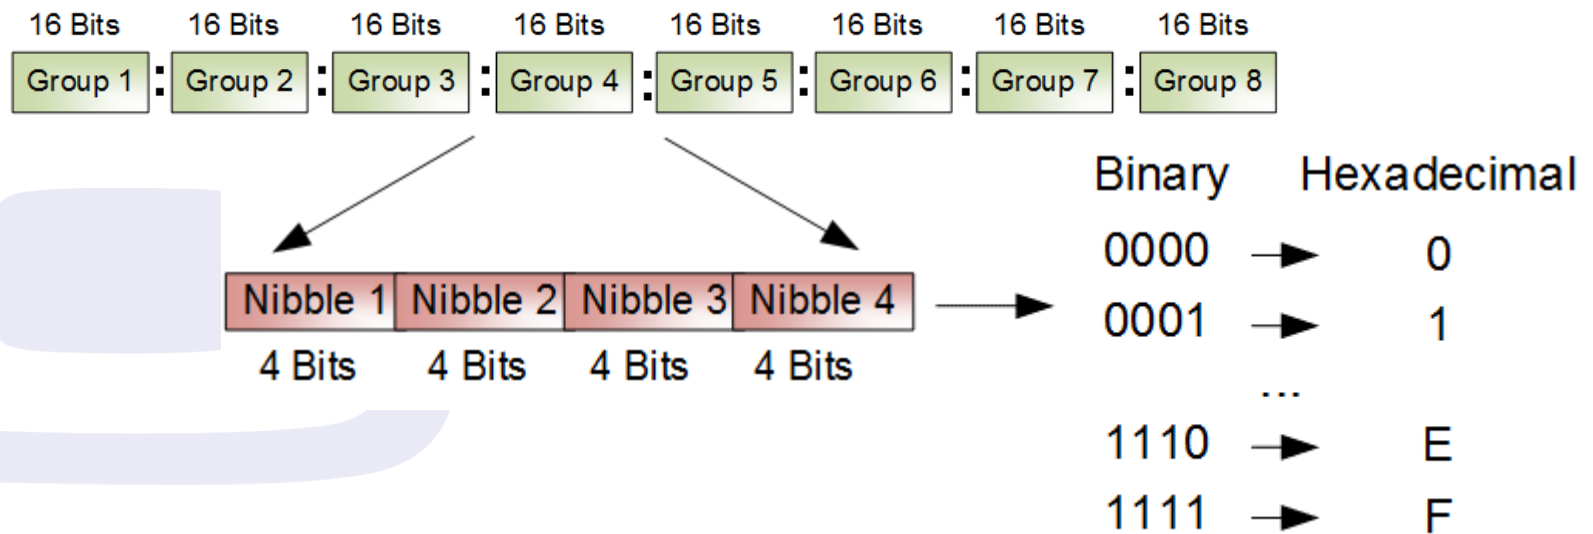 16 Bits 16 Bits 16 Bits 16 Bits 16 Bits 16 Bits 16 Bits 16 Bits
Group 1 : Group 2 : Group 3 : Group 4 : Group 5 : Group 6 : Group 7 : Group 8
Binary Hexadecimal
0000 0
Nibble 1 Nibble 2 Nibble 3 Nibble 4
0001 1
4 Bits 4 Bits 4 Bits 4 Bits
...
1110 E
1111 F